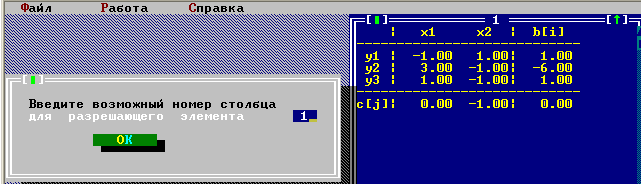 Файл Работа Справка
1
x1 x2 b[i]
y1 -1.00 1.00 1.00
y2 3.00 -1.00 -6.00
y3 1.00 1.00 1.00
c[j] 0.00 -1.00 0.00
Введите возможный номер столбца
для разрешающего элемента 1
OK